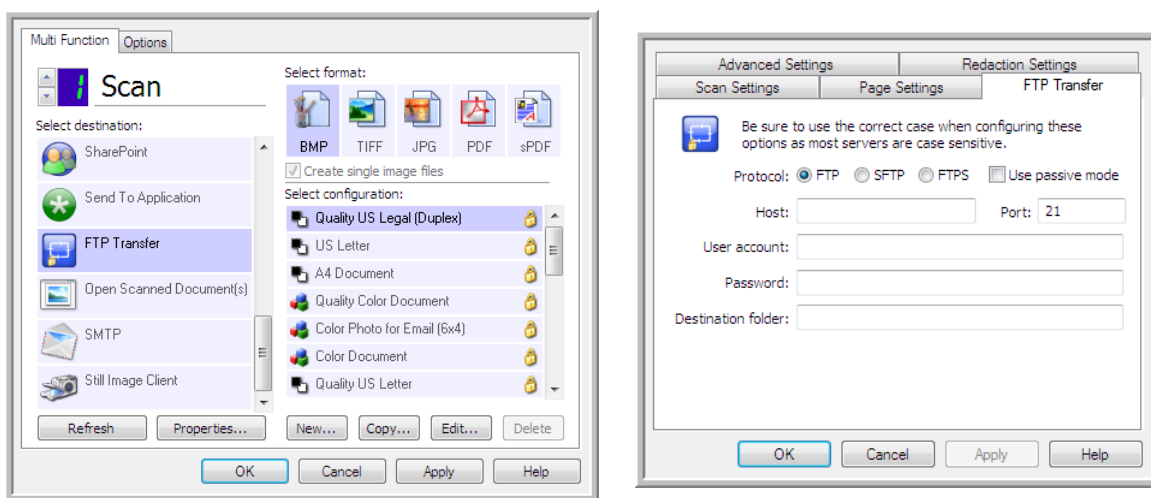 Multi Function
Options
1
Scan
Select destination:
SharePoint
Send To Application
FTP Transfer
Open Scanned Document(s)
SMTP
Still Image Client
Refresh
Properties...
Select format:
BMP
TIFF
JPG
PDF
sPDF
Create single image files
Select configuration:
Quality US Legal (Duplex)
US Letter
A4 Document
Quality Color Document
Color Photo for Email (6x4)
Color Document
Quality US Letter
New...
Copy...
Edit...
Delete
OK
Cancel
Apply
Help
Advanced Settings
Redaction Settings
Scan Settings
Page Settings
FTP Transfer
Be sure to use the correct case when configuring these
options as most servers are case sensitive.
Protocol: FTP SFTP FTPS Use passive mode
Host:
Port: 21
User account:
Password:
Destination folder:
OK
Cancel
Apply
Help